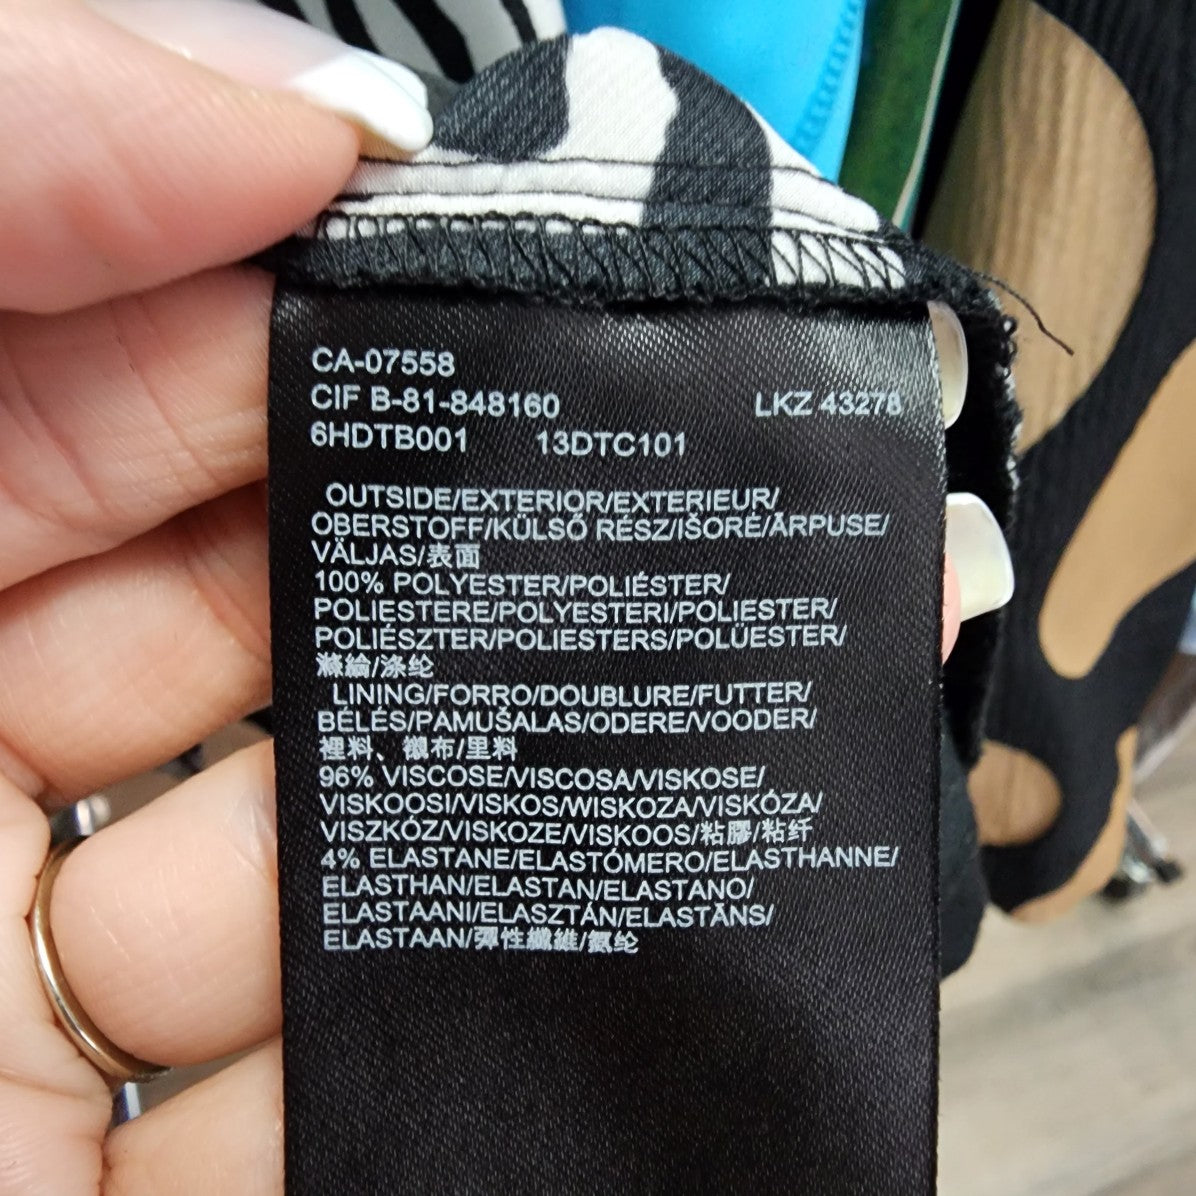 CA-07558
CIF B-81-848160 LKZ 43278
6HDTB001 13DTC101
OUTSIDE/EXTERIOR/EXTERIEUR/
OBERSTOFF/KÜLSŐ RÉSZ/IŠORĖ/ĀRPUSE/
VÄLJAS/表面
100% POLYESTER/POLIÉSTER/
POLIESTERE/POLYESTERI/POLIESTER/
POLIÉSZTER/POLIESTERS/POLÜESTER/
滌綸/涤纶
LINING/FORRO/DOUBLURE/FUTTER/
BÉLÉS/PAMUŠALAS/ODERE/VOODER/
裡料、襯布/里料
96% VISCOSE/VISCOSA/VISKOSE/
VISKOOSI/VISKOS/WISKOZA/VISKÓZA/
VISZKÓZ/VISKOZE/VISKOOS/粘膠/粘纤
4% ELASTANE/ELASTÓMERO/ELASTHANNE/
ELASTHAN/ELASTAN/ELASTANO/
ELASTAANI/ELASZTÁN/ELASTĀNS/
ELASTAAN/彈性纖維/氨纶